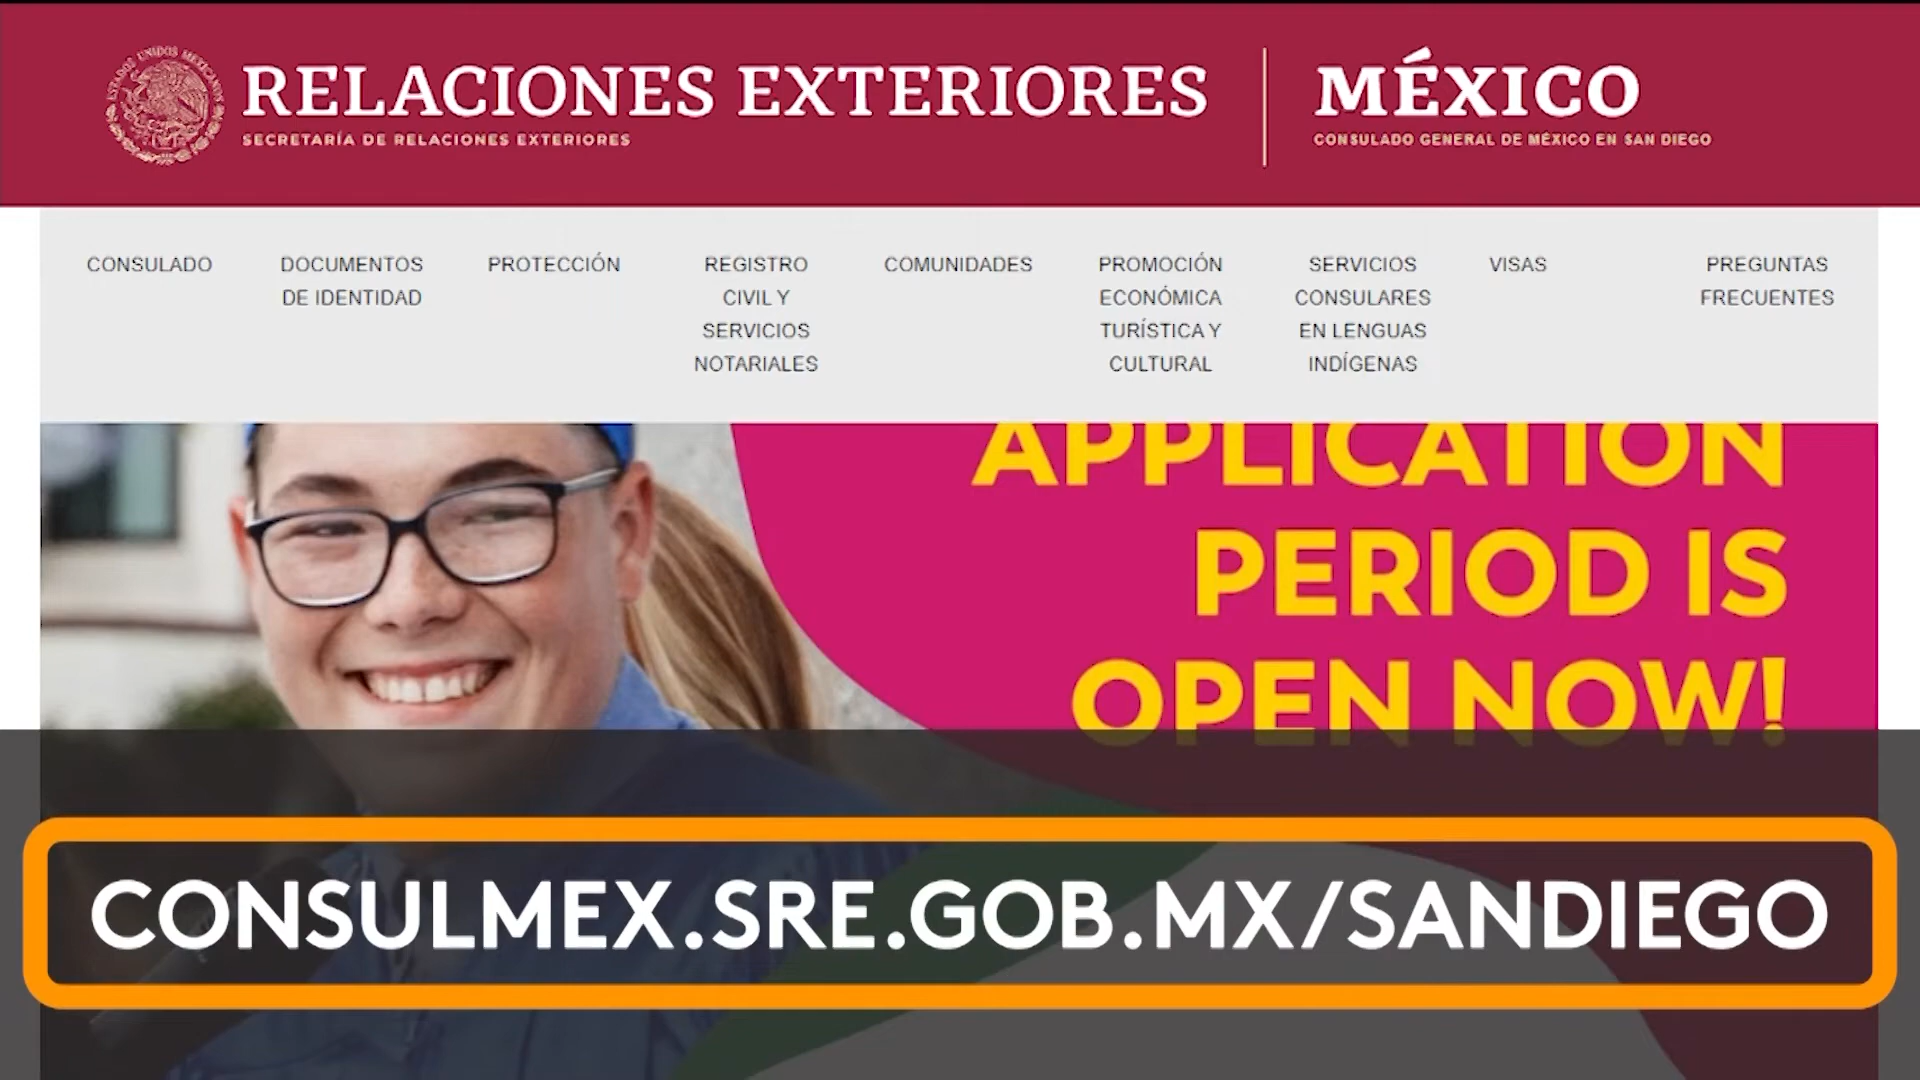 RELACIONES EXTERIORES
SECRETARÍA DE RELACIONES EXTERIORES
MÉXICO
CONSULADO GENERAL DE MÉXICO EN SAN DIEGO
CONSULADO
DOCUMENTOS
DE IDENTIDAD
PROTECCIÓN
REGISTRO
CIVIL Y
SERVICIOS
NOTARIALES
COMUNIDADES
PROMOCIÓN
ECONÓMICA
TURÍSTICA Y
CULTURAL
SERVICIOS
CONSULARES
EN LENGUAS
INDÍGENAS
VISAS
PREGUNTAS
FRECUENTES
APPLICATION
PERIOD IS
OPEN NOW!
CONSULMEX.SRE.GOB.MX/SANDIEGO